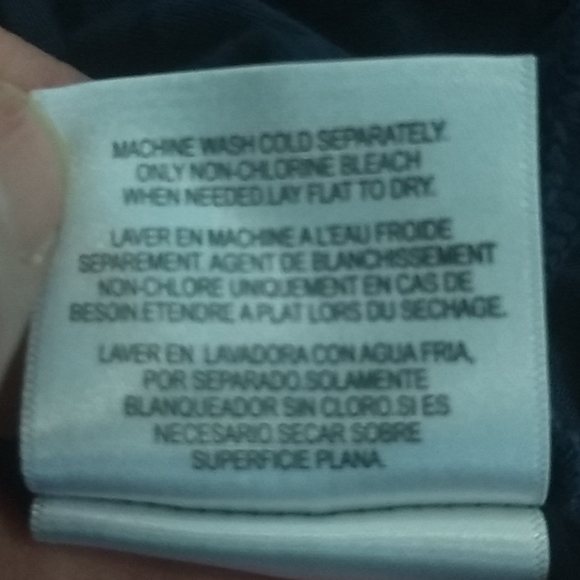 MACHINE WASH COLD SEPARATELY.
ONLY NON-CHLORINE BLEACH
WHEN NEEDED.LAY FLAT TO DRY.
LAVER EN MACHINE A L'EAU FROIDE
SEPAREMENT. AGENT DE BLANCHISSEMENT
NON-CHLORE UNIQUEMENT EN CAS DE
BESOIN.ETENDRE A PLAT LORS DU SECHAGE.
LAVER EN LAVADORA CON AGUA FRIA,
POR SEPARADO.SOLAMENTE
BLANQUEADOR SIN CLORO.SI ES
NECESARIO.SECAR SOBRE
SUPERFICIE PLANA.